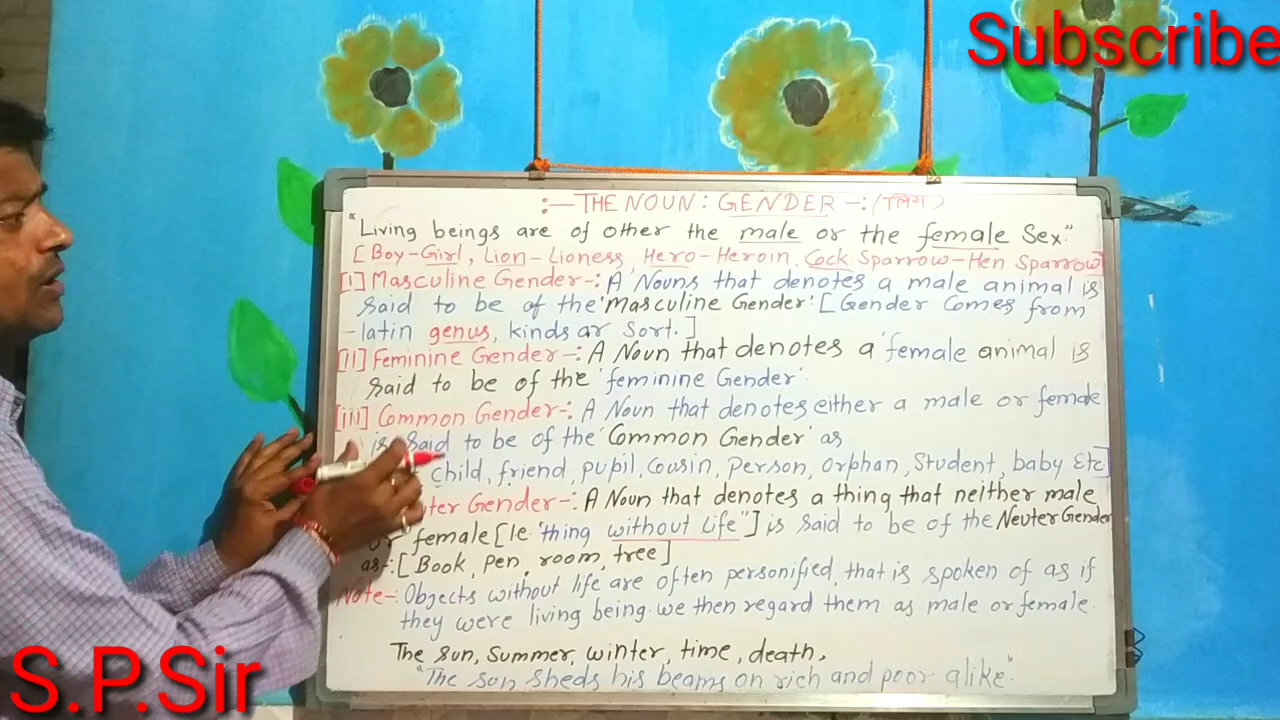 Subscribe
:— THE NOUN: GENDER —: (लिंग)
"Living beings are of other the male or the female Sex."
[Boy-Girl, Lion-Lioness, Hero-Heroin, Cock Sparrow-Hen Sparrow]
[I] Masculine Gender-: A Nouns that denotes a male animal is
said to be of the 'Masculine Gender' [Gender Comes from
-latin genus, kinds ar Sort.]
[II] Feminine Gender-: A Noun that denotes a 'female animal is
said to be of the 'feminine Gender'.
[iii] Common Gender-: A Noun that denotes either a male or female
is said to be of the 'Common Gender' as
child, friend, pupil, Cousin, Person, Orphan, Student, baby Etc]
uter Gender-: A Noun that denotes a thing that neither male
or female [Ie 'thing without Life"] is said to be of the Neuter Gender
as-: [Book, Pen, room, tree]
Note-: Objects without life are often personified, that is spoken of as if
they were living being. we then regard them as male or female.
The Sun, Summer, winter, time, death,
"The sun Sheds his beams on rich and poor alike".
S.P.Sir